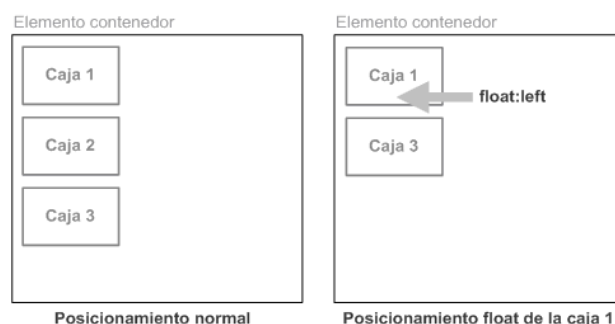 Elemento contenedor
Caja 1
Caja 2
Caja 3
Posicionamiento normal
Elemento contenedor
Caja 1
float:left
Caja 3
Posicionamiento float de la caja 1